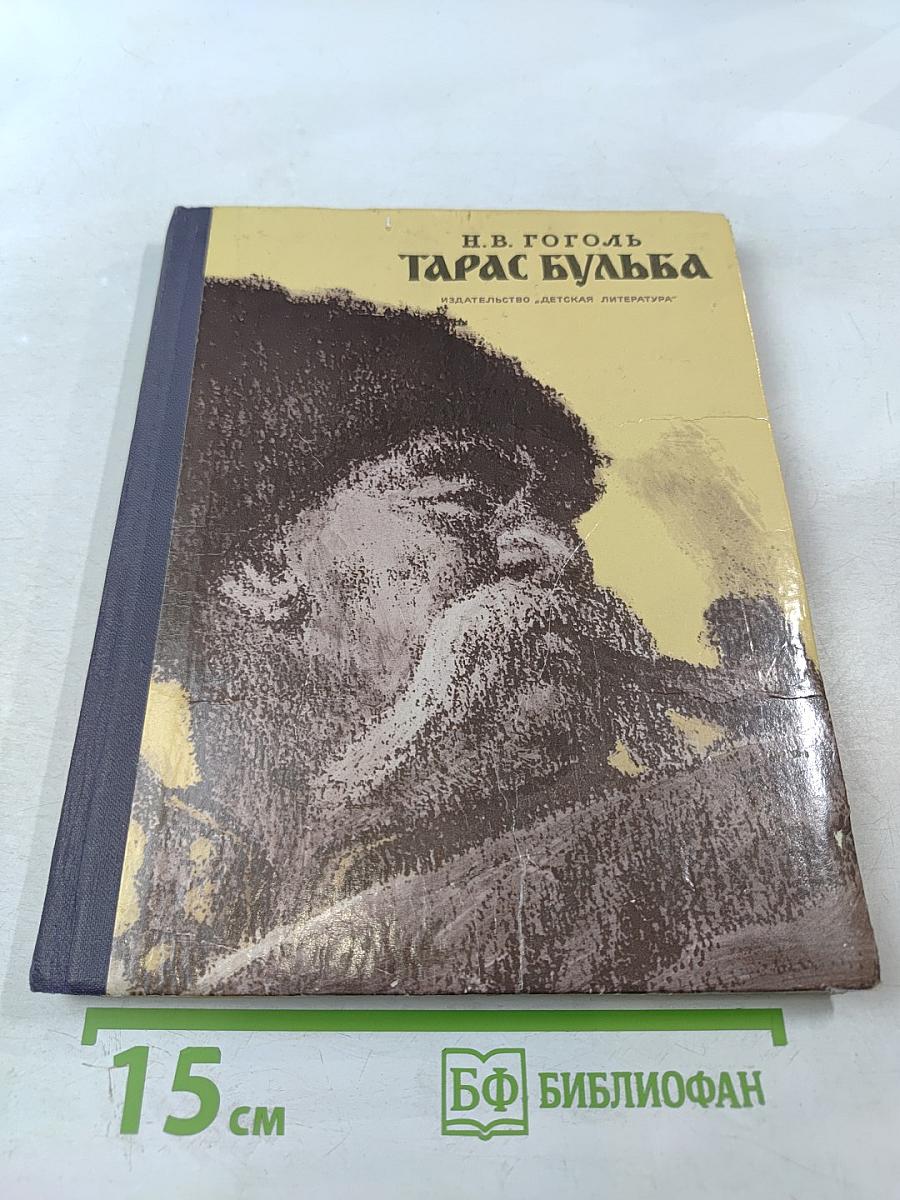 Н. В. ГОГОЛЬ
ТАРАС БУЛЬБА
ИЗДАТЕЛЬСТВО „ДЕТСКАЯ ЛИТЕРАТУРА"
15 см
БФ БИБЛИОФАН